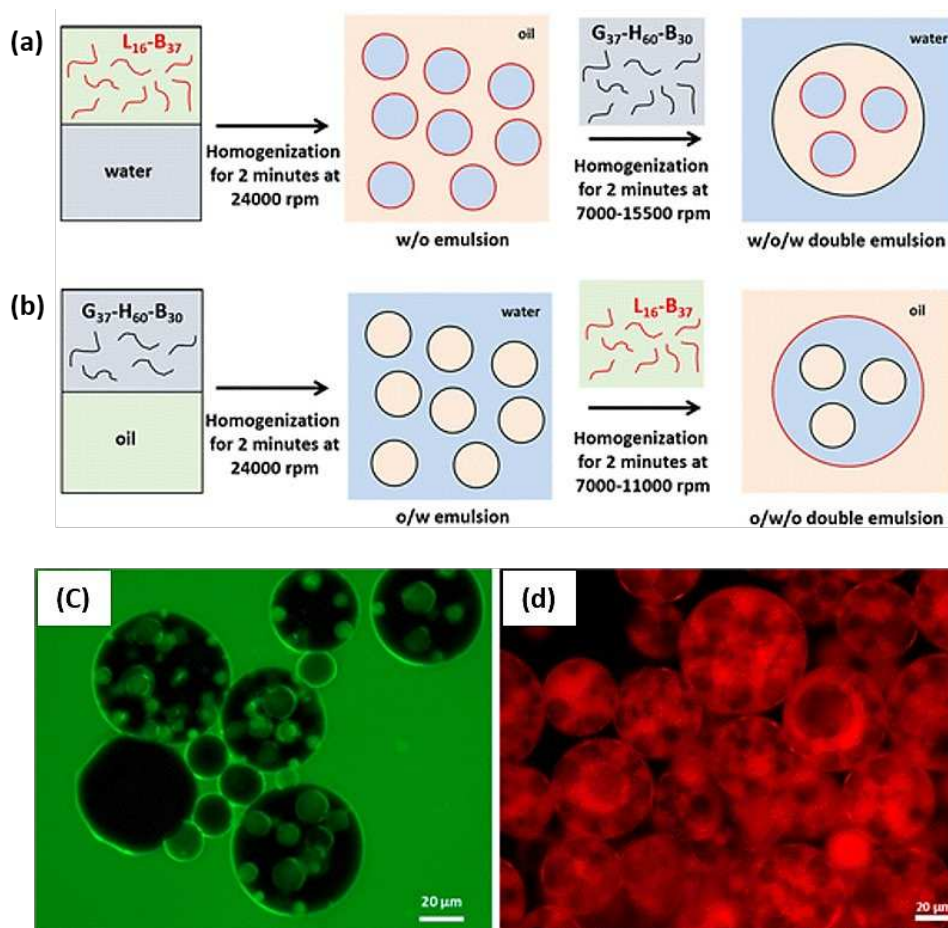 (a)
L16-B37
water
Homogenization
for 2 minutes at
24000 rpm
oil
w/o emulsion
G37-H60-B30
Homogenization
for 2 minutes at
7000-15500 rpm
water
w/o/w double emulsion
(b)
G37-H60-B30
oil
Homogenization
for 2 minutes at
24000 rpm
water
o/w emulsion
L16-B37
Homogenization
for 2 minutes at
7000-11000 rpm
oil
o/w/o double emulsion
(C)
20 µm
(d)
20 µm